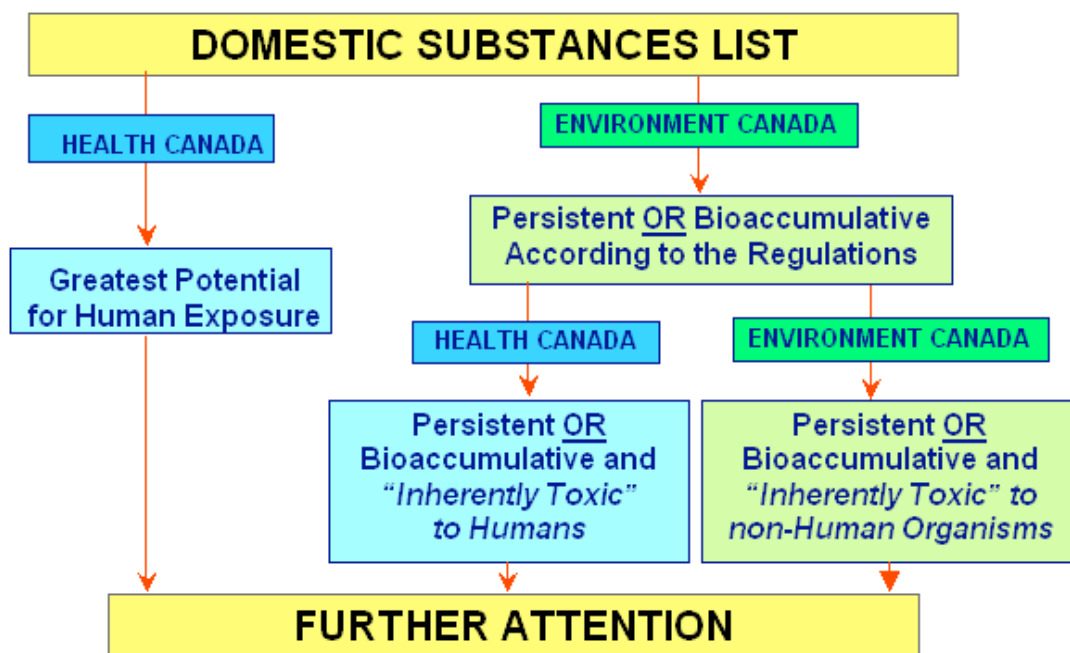 DOMESTIC SUBSTANCES LIST
HEALTH CANADA
ENVIRONMENT CANADA
Persistent OR Bioaccumulative
According to the Regulations
Greatest Potential
for Human Exposure
HEALTH CANADA
ENVIRONMENT CANADA
Persistent OR
Bioaccumulative and
“Inherently Toxic”
to Humans
Persistent OR
Bioaccumulative and
“Inherently Toxic” to
non-Human Organisms
FURTHER ATTENTION